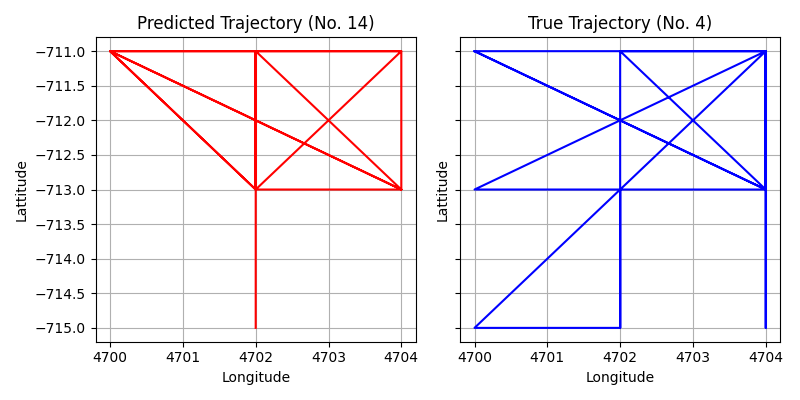 Predicted Trajectory (No. 14)
−711.0
−711.5
−712.0
−712.5
−713.0
−713.5
−714.0
−714.5
−715.0
Lattitude
4700 4701 4702 4703 4704
Longitude
True Trajectory (No. 4)
Lattitude
4700 4701 4702 4703 4704
Longitude